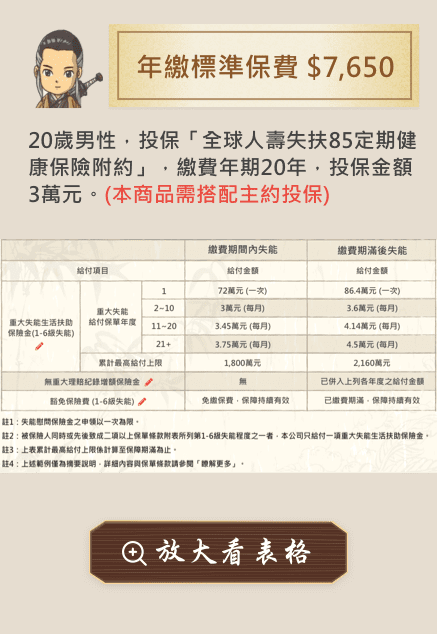 年繳標準保費 $7,650
20歲男性，投保「全球人壽失扶85定期健
康保險附約」，繳費年期20年，投保金額
3萬元。(本商品需搭配主約投保)
繳費期間內失能 繳費期滿後失能
給付項目 給付金額 給付金額
重大失能生活扶助
保險金(1-6級失能)
重大失能
給付保單年度
1 72萬元 (一次) 86.4萬元 (一次)
2~10 3萬元 (每月) 3.6萬元 (每月)
11~20 3.45萬元 (每月) 4.14萬元 (每月)
21+ 3.75萬元 (每月) 4.5萬元 (每月)
累計最高給付上限 1,800萬元 2,160萬元
無重大理賠紀錄增額保險金 無 已併入上列各年度之給付金額
豁免保險費 (1-6級失能) 免繳保費，保障持續有效 已繳費期滿，保障持續有效
註1：失能慰問保險金之申領以一次為限。
註2：被保險人同時或先後致成二項以上保單條款附表所列第1-6級失能程度之一者，本公司只給付一項重大失能生活扶助保險金。
註3：上表累計最高給付上限係計算至保障期滿為止。
註4：上述範例僅為摘要說明，詳細內容與保單條款請參閱「瞭解更多」。
放大看表格